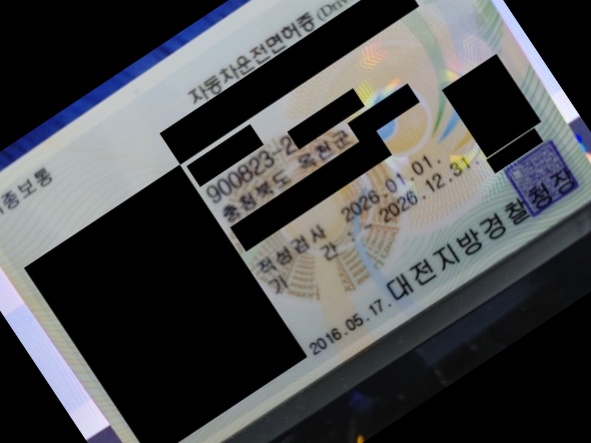 자동차운전면허증 (Driv
종보통
900823-2
충청북도 옥천군
적성검사 2026.01.01.
기 간 : ~2026.12.31.
2016.05.17. 대전지방경찰청장